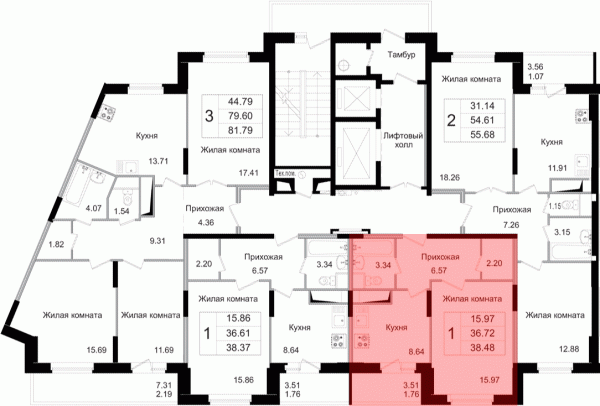 Тамбур
3.56
1.07
Жилая комната
3
44.79
79.60
81.79
Жилая комната
17.41
Кухня
13.71
2
31.14
54.61
55.68
18.26
Кухня
11.91
Лифтовый
холл
Тех.пов.
4.07
1.54
Прихожая
4.36
Прихожая
7.26
1.15
3.15
1.82
9.31
2.20
Прихожая
6.57
3.34
3.34
Прихожая
6.57
2.20
Жилая комната
15.69
Жилая комната
11.69
Жилая комната
1
15.86
36.61
38.37
15.86
Кухня
8.64
Кухня
8.64
Жилая комната
1
15.97
36.72
38.48
15.97
Жилая комната
12.88
7.31
2.19
3.51
1.76
3.51
1.76